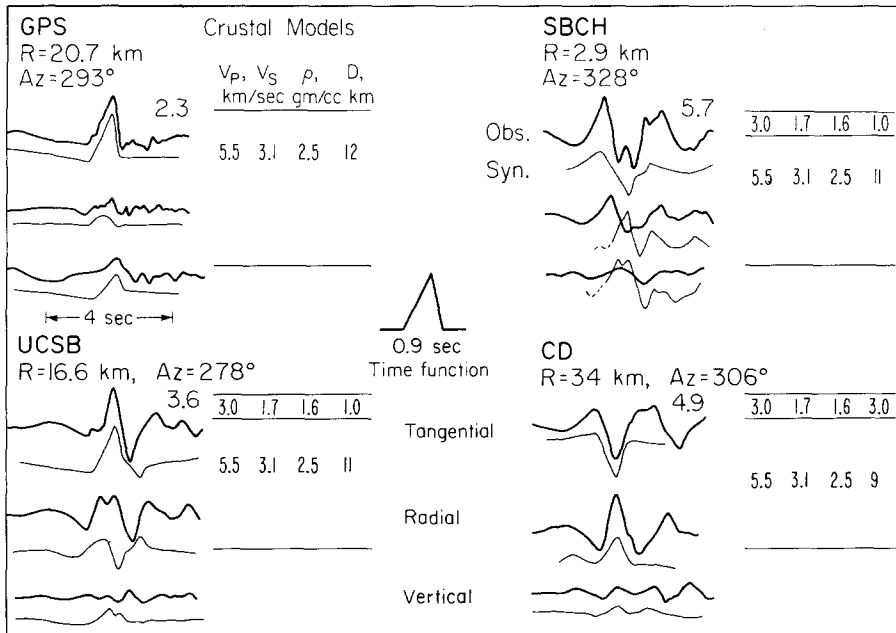 GPS
R=20.7 km
Az=293°
2.3
Crustal Models
Vp, Vs ρ, D,
km/sec gm/cc km
5.5 3.1 2.5 12
4 sec
SBCH
R=2.9 km
Az=328°
5.7
Obs.
Syn.
3.0 1.7 1.6 1.0
5.5 3.1 2.5 11
0.9 sec
Time function
UCSB
R=16.6 km, Az=278°
3.6
3.0 1.7 1.6 1.0
5.5 3.1 2.5 11
Tangential
Radial
Vertical
CD
R=34 km, Az=306°
4.9
3.0 1.7 1.6 3.0
5.5 3.1 2.5 9